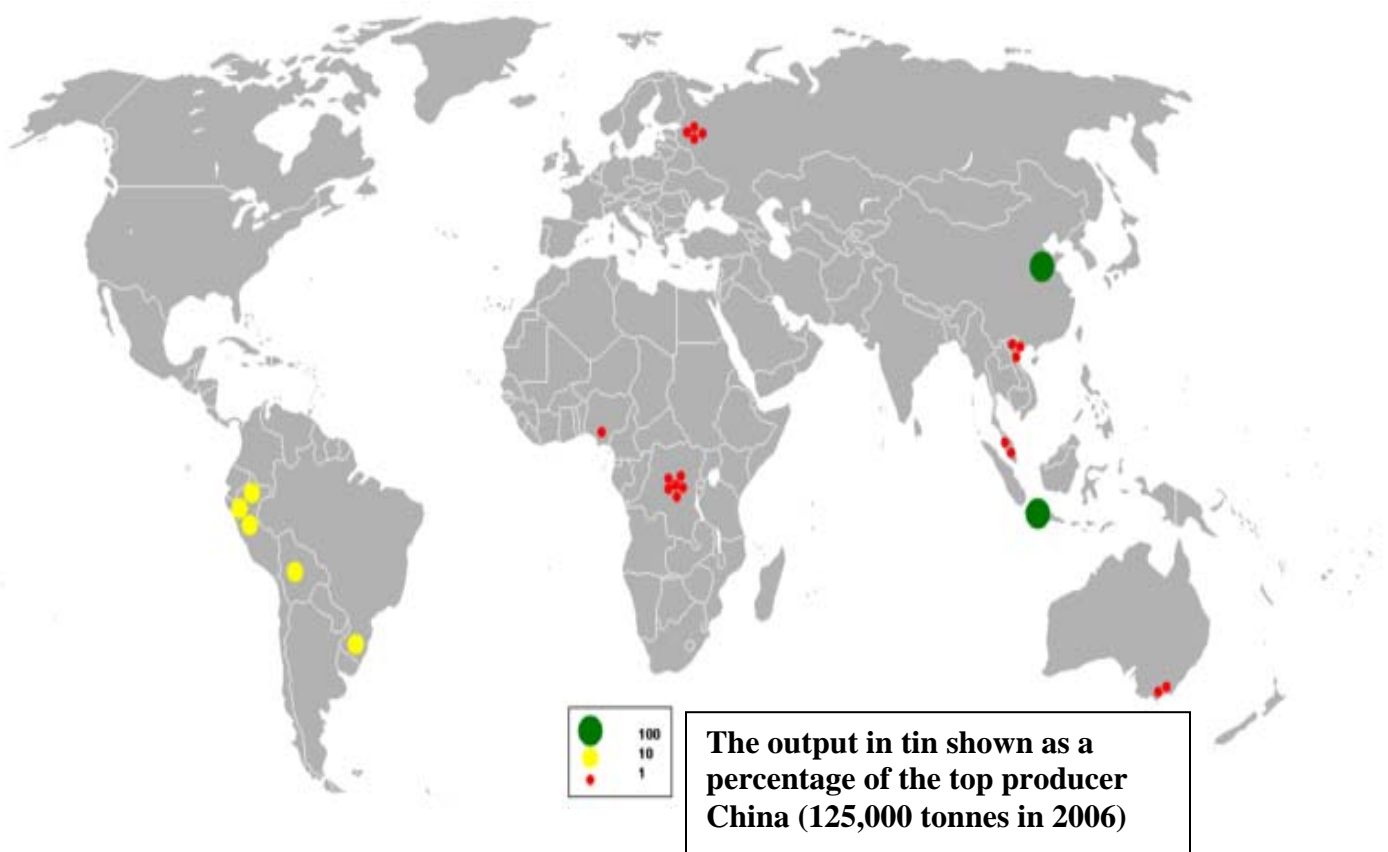 100
10
1
The output in tin shown as a
percentage of the top producer
China (125,000 tonnes in 2006)